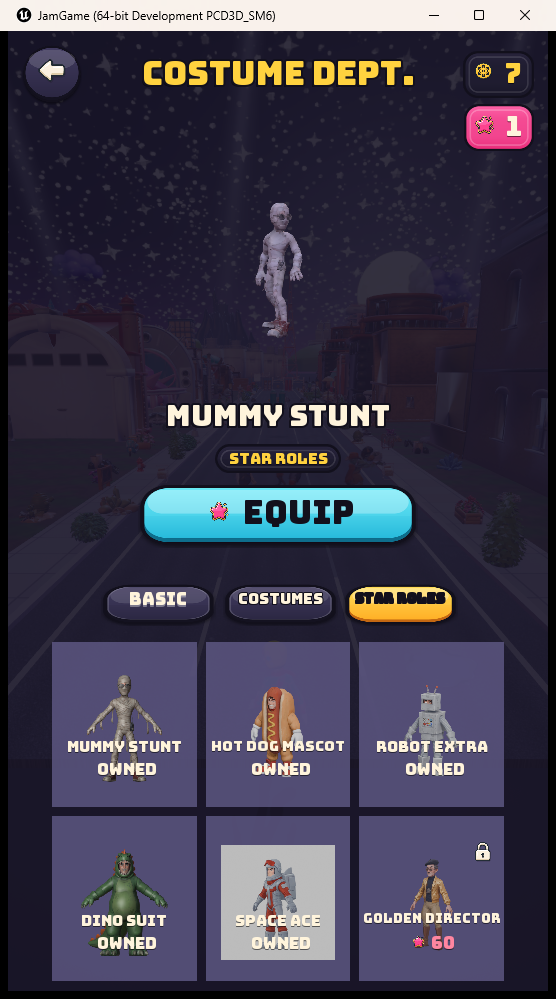 JamGame (64-bit Development PCD3D_SM6)
COSTUME DEPT.
7
1
MUMMY STUNT
STAR ROLES
EQUIP
BASIC
COSTUMES
STAR ROLES
MUMMY STUNT
OWNED
HOT DOG MASCOT
OWNED
ROBOT EXTRA
OWNED
DINO SUIT
OWNED
SPACE ACE
OWNED
GOLDEN DIRECTOR
60